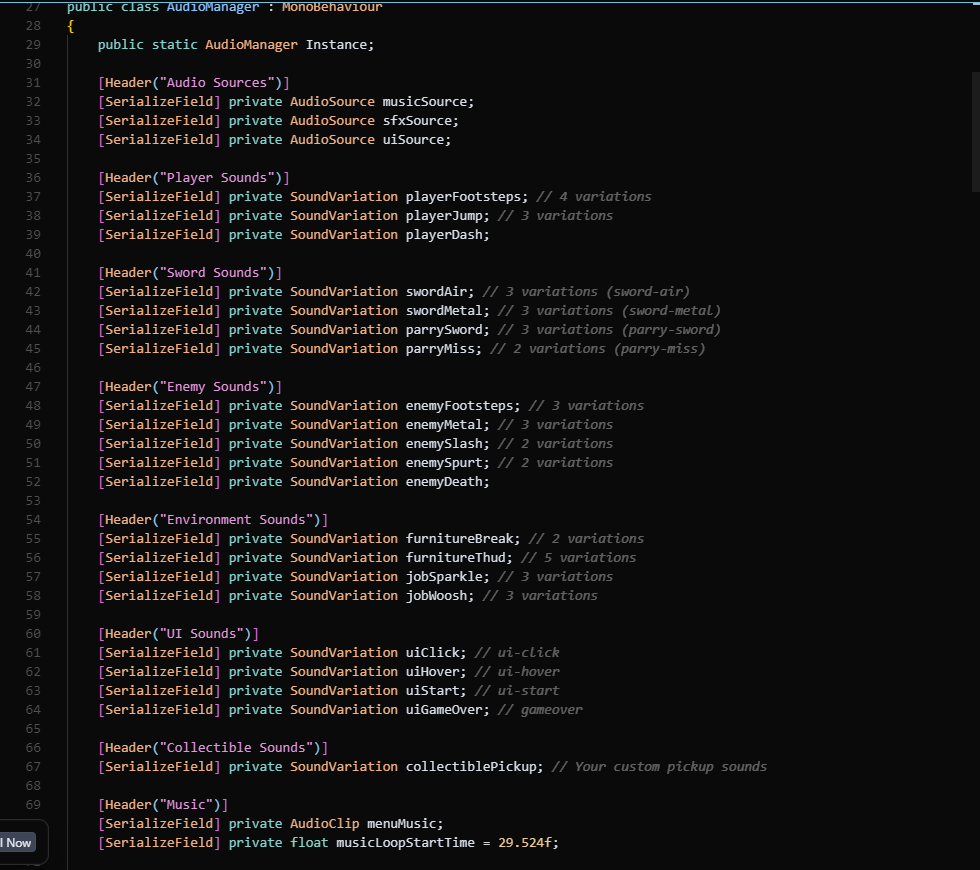 27 public class AudioManager : MonoBehaviour
28 {
29 public static AudioManager Instance;
30
31 [Header("Audio Sources")]
32 [SerializeField] private AudioSource musicSource;
33 [SerializeField] private AudioSource sfxSource;
34 [SerializeField] private AudioSource uiSource;
35
36 [Header("Player Sounds")]
37 [SerializeField] private SoundVariation playerFootsteps; // 4 variations
38 [SerializeField] private SoundVariation playerJump; // 3 variations
39 [SerializeField] private SoundVariation playerDash;
40
41 [Header("Sword Sounds")]
42 [SerializeField] private SoundVariation swordAir; // 3 variations (sword-air)
43 [SerializeField] private SoundVariation swordMetal; // 3 variations (sword-metal)
44 [SerializeField] private SoundVariation parrySword; // 3 variations (parry-sword)
45 [SerializeField] private SoundVariation parryMiss; // 2 variations (parry-miss)
46
47 [Header("Enemy Sounds")]
48 [SerializeField] private SoundVariation enemyFootsteps; // 3 variations
49 [SerializeField] private SoundVariation enemyMetal; // 3 variations
50 [SerializeField] private SoundVariation enemySlash; // 2 variations
51 [SerializeField] private SoundVariation enemySpurt; // 2 variations
52 [SerializeField] private SoundVariation enemyDeath;
53
54 [Header("Environment Sounds")]
55 [SerializeField] private SoundVariation furnitureBreak; // 2 variations
56 [SerializeField] private SoundVariation furnitureThud; // 5 variations
57 [SerializeField] private SoundVariation jobSparkle; // 3 variations
58 [SerializeField] private SoundVariation jobWoosh; // 3 variations
59
60 [Header("UI Sounds")]
61 [SerializeField] private SoundVariation uiClick; // ui-click
62 [SerializeField] private SoundVariation uiHover; // ui-hover
63 [SerializeField] private SoundVariation uiStart; // ui-start
64 [SerializeField] private SoundVariation uiGameOver; // gameover
65
66 [Header("Collectible Sounds")]
67 [SerializeField] private SoundVariation collectiblePickup; // Your custom pickup sounds
68
69 [Header("Music")]
[SerializeField] private AudioClip menuMusic;
l Now
[SerializeField] private float musicLoopStartTime = 29.524f;